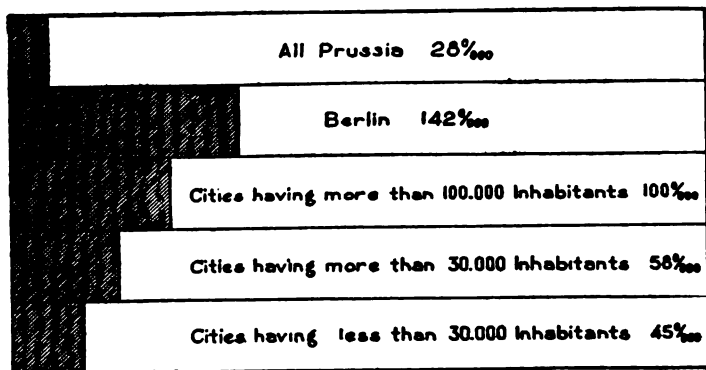 All Prussia 28‱
Berlin 142‱
Cities having more than 100.000 Inhabitants 100‱
Cities having more than 30.000 Inhabitants 58‱
Cities having less than 30.000 Inhabitants 45‱